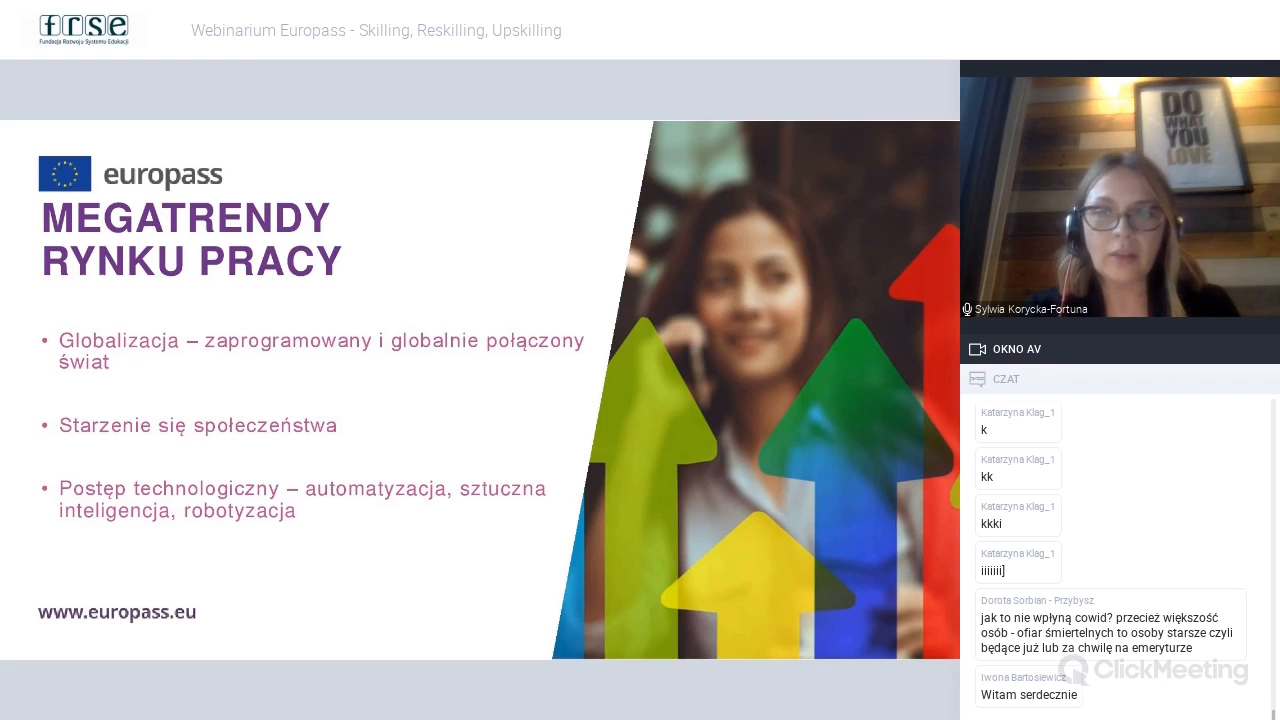 frse
Fundacja Rozwoju Systemu Edukacji
Webinarium Europass - Skilling, Reskilling, Upskilling
europass
MEGATRENDY
RYNKU PRACY
• Globalizacja – zaprogramowany i globalnie połączony
świat
• Starzenie się społeczeństwa
• Postęp technologiczny – automatyzacja, sztuczna
inteligencja, robotyzacja
www.europass.eu
DO
WHAT
YOU
LOVE
Sylwia Korycka-Fortuna
OKNO AV
CZAT
Katarzyna Klag_1
k
Katarzyna Klag_1
kk
Katarzyna Klag_1
kkki
Katarzyna Klag_1
iiiiiii]
Dorota Sorbian - Przybysz
jak to nie wpłyną cowid? przecież większość
osób - ofiar śmiertelnych to osoby starsze czyli
będące już lub za chwilę na emeryturze
Iwona Bartosiewicz
Witam serdecznie
ClickMeeting